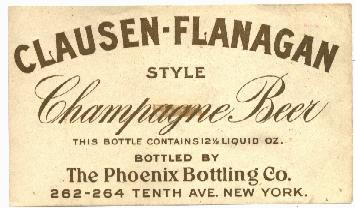 CLAUSEN-FLANAGAN
STYLE
Champagne Beer
THIS BOTTLE CONTAINS 12½ LIQUID OZ.
BOTTLED BY
The Phoenix Bottling Co.
262-264 TENTH AVE. NEW YORK.